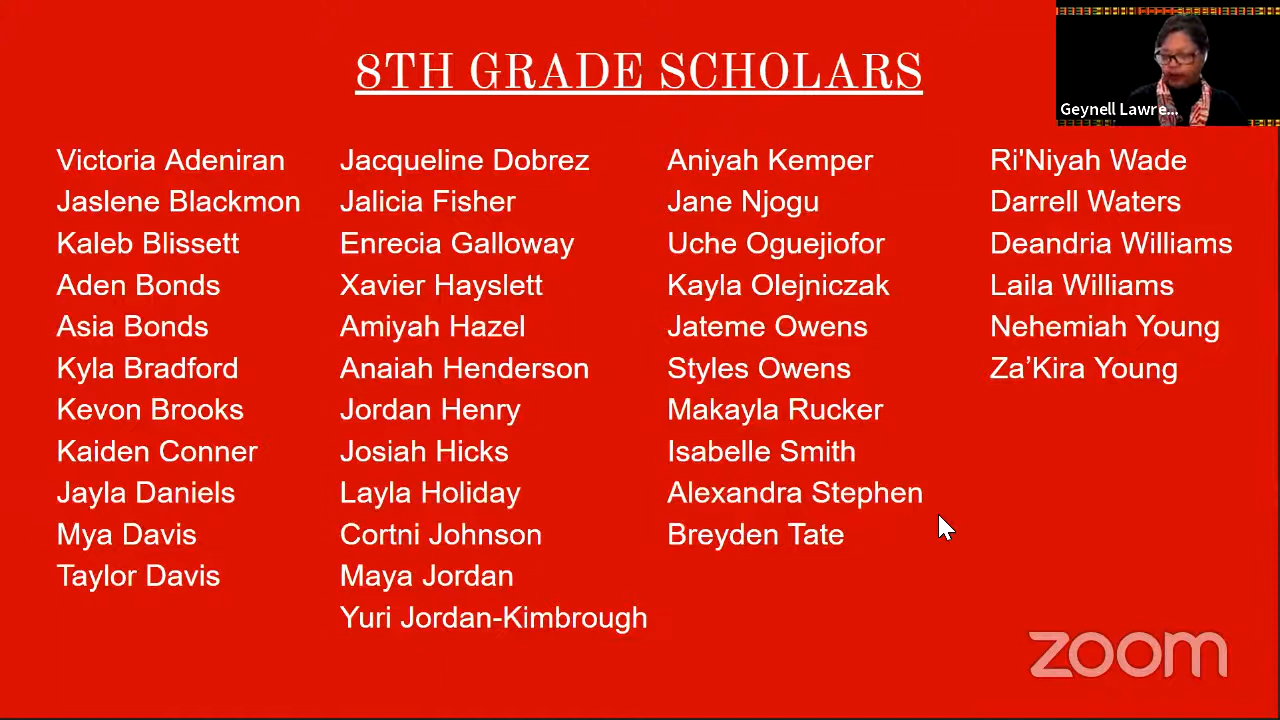 8TH GRADE SCHOLARS
Geynell Lawre...
Victoria Adeniran
Jaslene Blackmon
Kaleb Blissett
Aden Bonds
Asia Bonds
Kyla Bradford
Kevon Brooks
Kaiden Conner
Jayla Daniels
Mya Davis
Taylor Davis
Jacqueline Dobrez
Jalicia Fisher
Enrecia Galloway
Xavier Hayslett
Amiyah Hazel
Anaiah Henderson
Jordan Henry
Josiah Hicks
Layla Holiday
Cortni Johnson
Maya Jordan
Yuri Jordan-Kimbrough
Aniyah Kemper
Jane Njogu
Uche Oguejiofor
Kayla Olejniczak
Jateme Owens
Styles Owens
Makayla Rucker
Isabelle Smith
Alexandra Stephen
Breyden Tate
Ri'Niyah Wade
Darrell Waters
Deandria Williams
Laila Williams
Nehemiah Young
Za’Kira Young
zoom